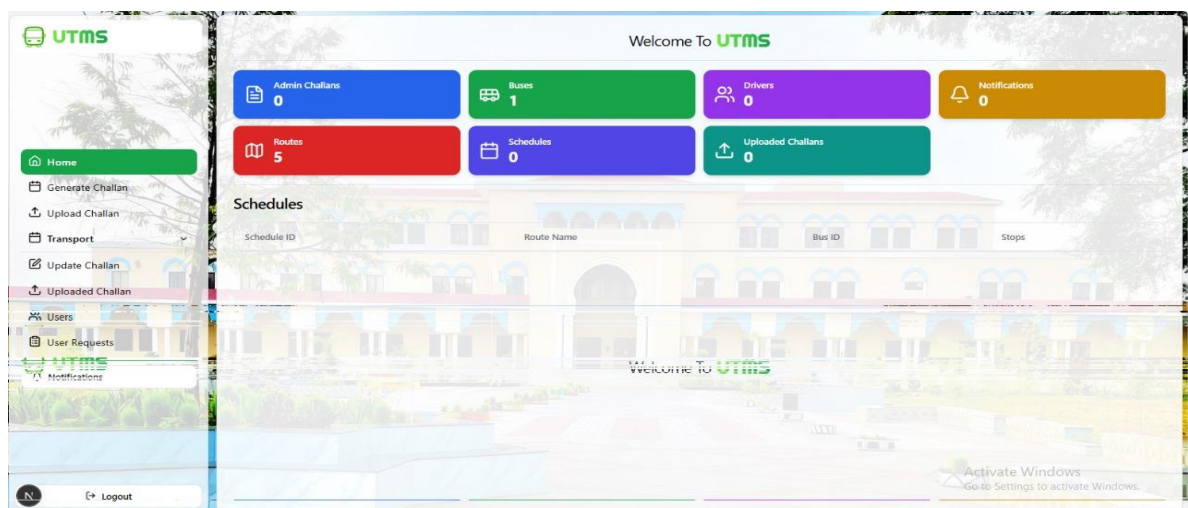 UTMS
Welcome To UTMS
Admin Challans
0
Buses
1
Drivers
0
Notifications
0
Routes
5
Schedules
0
Uploaded Challans
0
Home
Generate Challan
Upload Challan
Transport
Update Challan
Uploaded Challan
Users
User Requests
UTMS
Notifications
N
Logout
Schedules
Schedule ID Route Name Bus ID Stops
Welcome To UTMS
Activate Windows
Go to Settings to activate Windows.